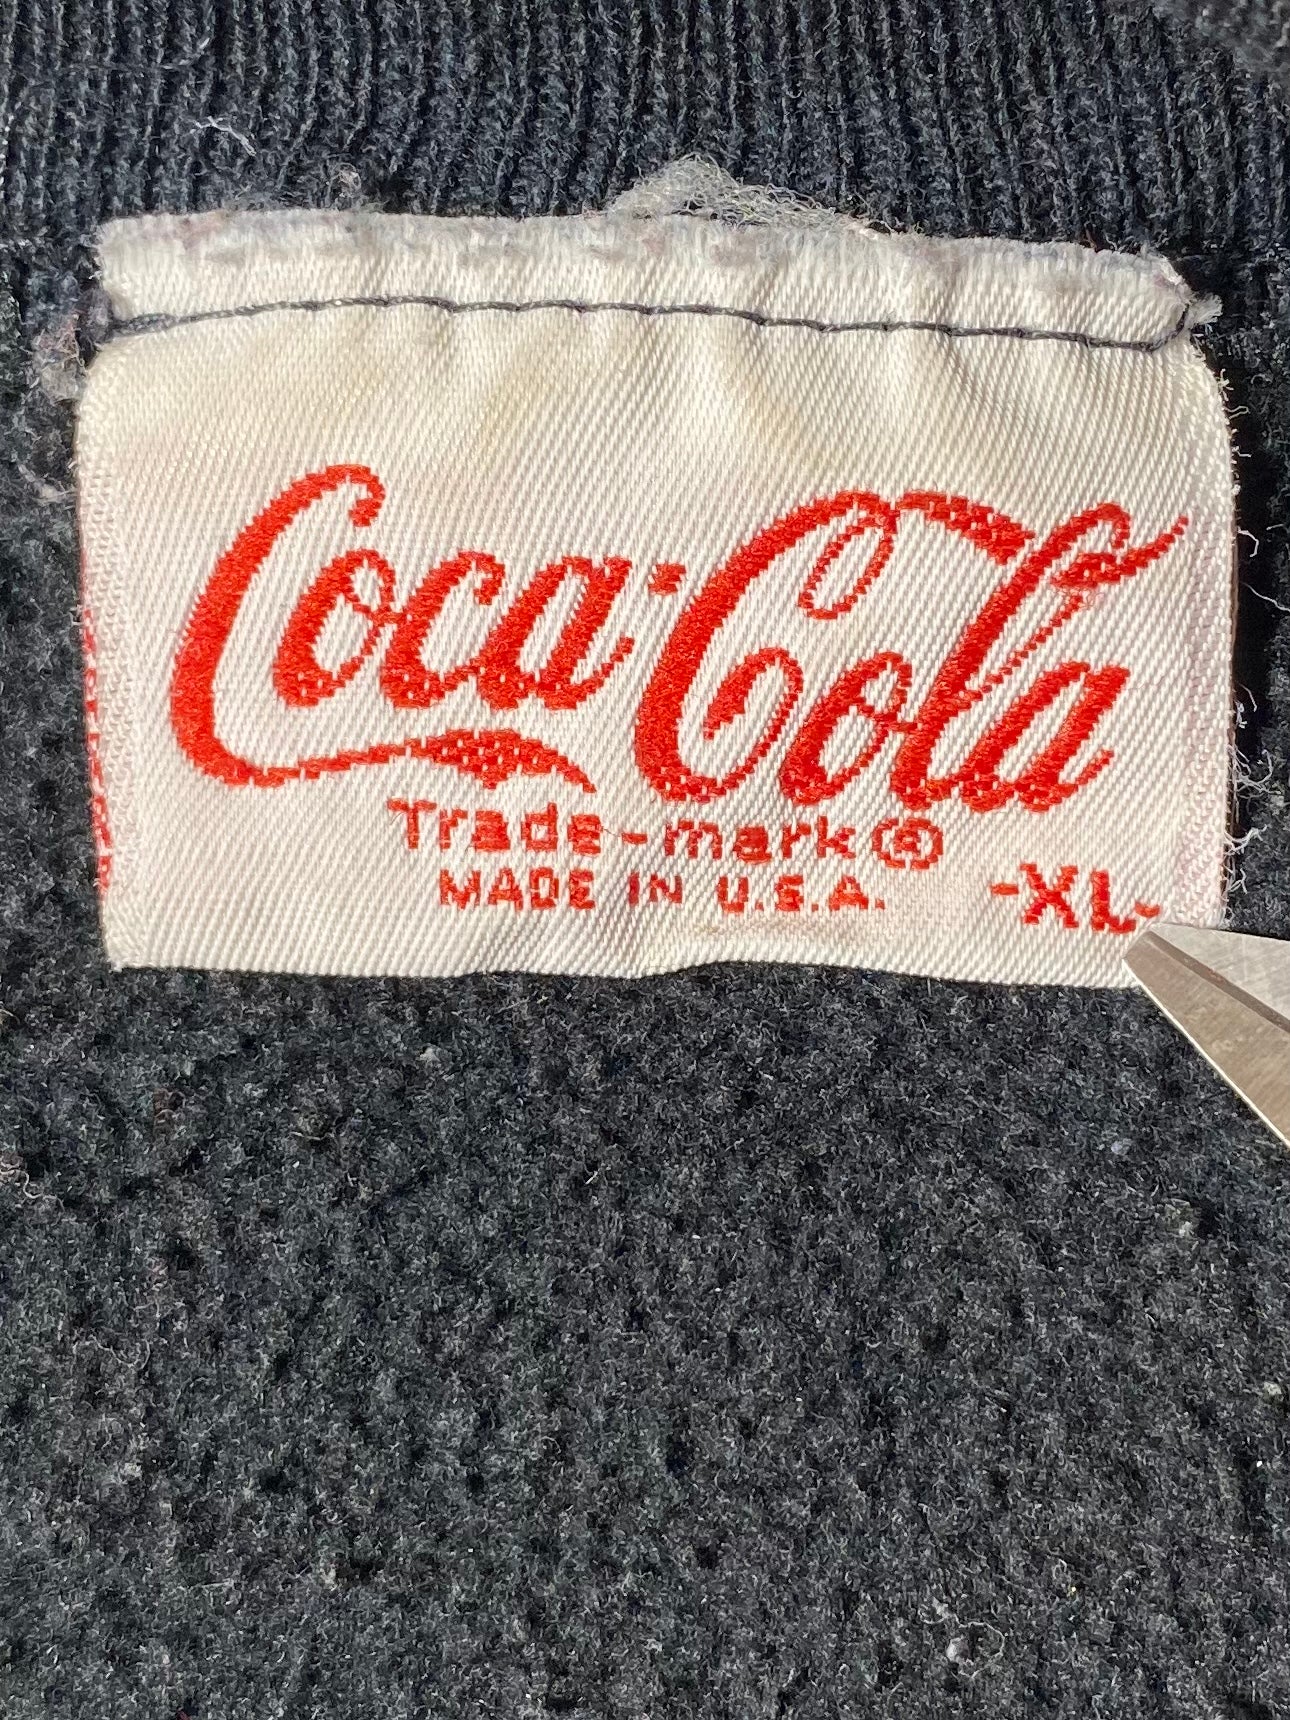 Coca-Cola
Trade-mark ®
MADE IN U.S.A.
-XL-